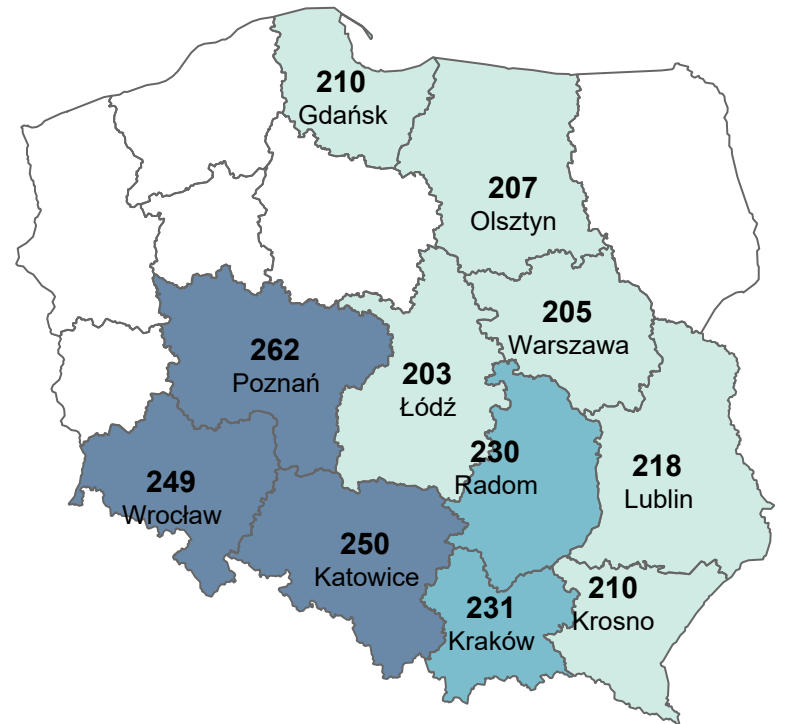 210
Gdańsk
207
Olsztyn
205
Warszawa
262
Poznań
203
Łódź
230
Radom
218
Lublin
249
Wrocław
250
Katowice
231
Kraków
210
Krosno